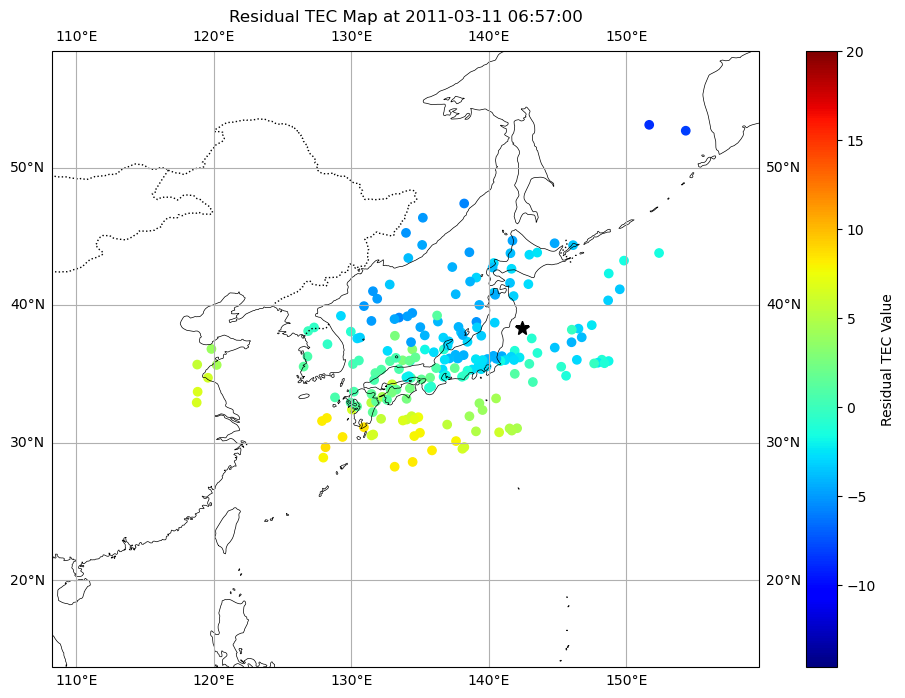 Residual TEC Map at 2011-03-11 06:57:00
110°E 120°E 130°E 140°E 150°E
50°N 50°N
40°N 40°N
30°N 30°N
20°N 20°N
110°E 120°E 130°E 140°E 150°E
20
15
10
5
0
−5
−10
Residual TEC Value